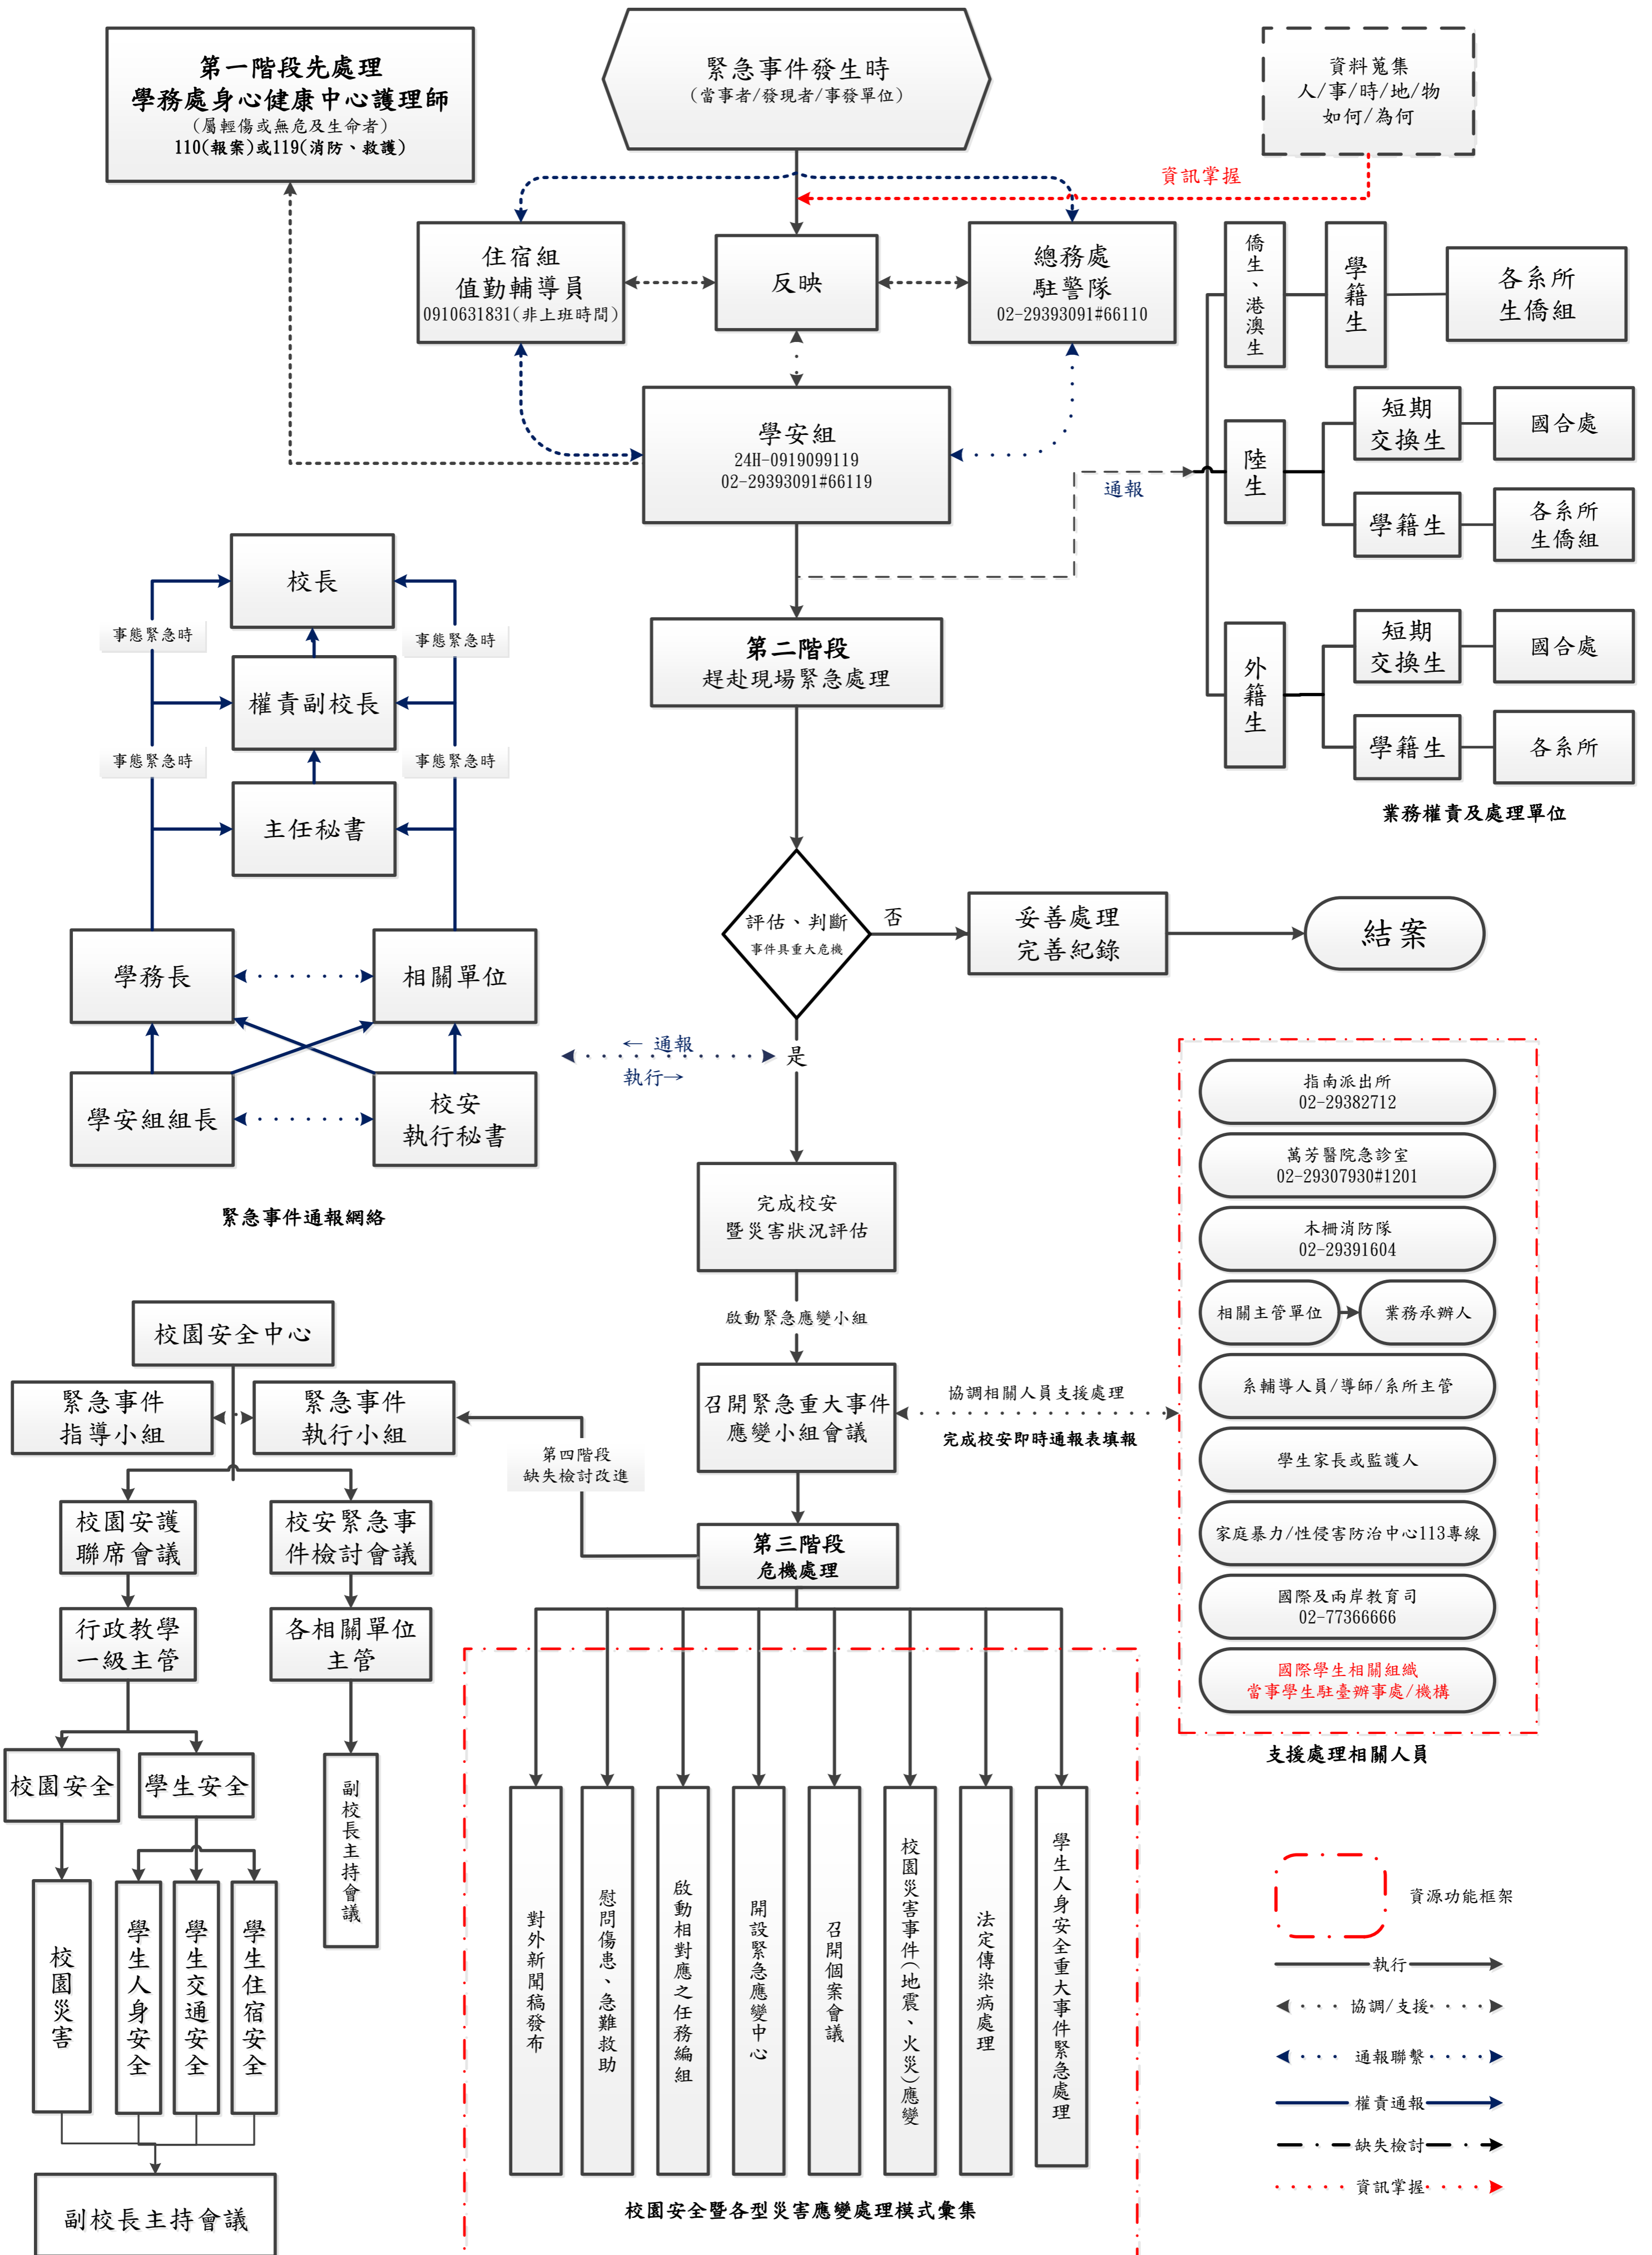 第一階段先處理
學務處身心健康中心護理師
（屬輕傷或無危及生命者）
110(報案)或119(消防、救護)
緊急事件發生時
（當事者/發現者/事發單位）
資料蒐集
人/事/時/地/物
如何/為何
資訊掌握
住宿組
值勤輔導員
0910631831(非上班時間)
反映
總務處
駐警隊
02-29393091#66110
學安組
24H-0919099119
02-29393091#66119
通報
僑生、港澳生
學籍生
各系所
生僑組
陸生
短期
交換生
國合處
學籍生
各系所
生僑組
外籍生
短期
交換生
國合處
學籍生
各系所
業務權責及處理單位
校長
事態緊急時
事態緊急時
權責副校長
事態緊急時
事態緊急時
主任秘書
學務長
相關單位
學安組組長
校安
執行秘書
緊急事件通報網絡
第二階段
趕赴現場緊急處理
評估、判斷
事件具重大危機
否
妥善處理
完善紀錄
結案
← 通報
執行→
是
完成校安
暨災害狀況評估
啟動緊急應變小組
召開緊急重大事件
應變小組會議
協調相關人員支援處理
完成校安即時通報表填報
第四階段
缺失檢討改進
第三階段
危機處理
指南派出所
02-29382712
萬芳醫院急診室
02-29307930#1201
木柵消防隊
02-29391604
相關主管單位
業務承辦人
系輔導人員/導師/系所主管
學生家長或監護人
家庭暴力/性侵害防治中心113專線
國際及兩岸教育司
02-77366666
國際學生相關組織
當事學生駐臺辦事處/機構
支援處理相關人員
校園安全中心
緊急事件
指導小組
緊急事件
執行小組
校園安護
聯席會議
校安緊急事
件檢討會議
行政教學
一級主管
各相關單位
主管
校園安全
學生安全
副校長主持會議
校園災害
學生人身安全
學生交通安全
學生住宿安全
副校長主持會議
對外新聞稿發布
慰問傷患、急難救助
啟動相對應之任務編組
開設緊急應變中心
召開個案會議
校園災害事件（地震、火災）應變
法定傳染病處理
學生人身安全重大事件緊急處理
校園安全暨各型災害應變處理模式彙集
資源功能框架
執行
協調/支援
通報聯繫
權責通報
缺失檢討
資訊掌握